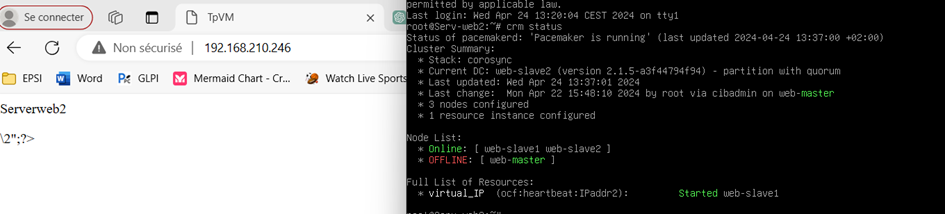 Se connecter
TpVM
Non sécurisé
192.168.210.246
EPSI
Word
GLPI
Mermaid Chart - Cr...
Watch Live Sports
Serverweb2
\2";?>
permitted by applicable law.
Last login: Wed Apr 24 13:20:04 CEST 2024 on tty1
root@Serv-web2:~# crm status
Status of pacemakerd: 'Pacemaker is running' (last updated 2024-04-24 13:37:00 +02:00)
Cluster Summary:
* Stack: corosync
* Current DC: web-slave2 (version 2.1.5-a3f44794f94) - partition with quorum
* Last updated: Wed Apr 24 13:37:01 2024
* Last change: Mon Apr 22 15:48:10 2024 by root via cibadmin on web-master
* 3 nodes configured
* 1 resource instance configured
Node List:
* Online: [ web-slave1 web-slave2 ]
* OFFLINE: [ web-master ]
Full List of Resources:
* virtual_IP (ocf:heartbeat:IPaddr2): Started web-slave1
root@Serv-web2:~#